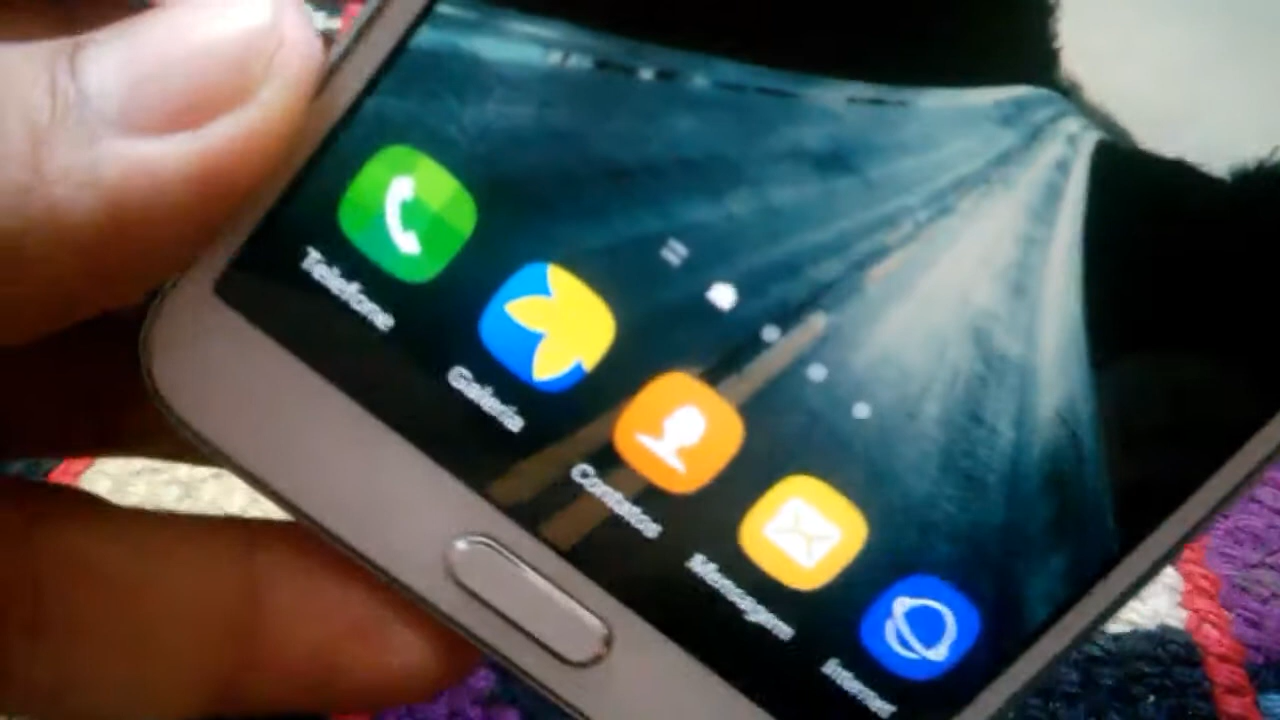 Telefone
Galeria
Contatos
Mensagens
Internet